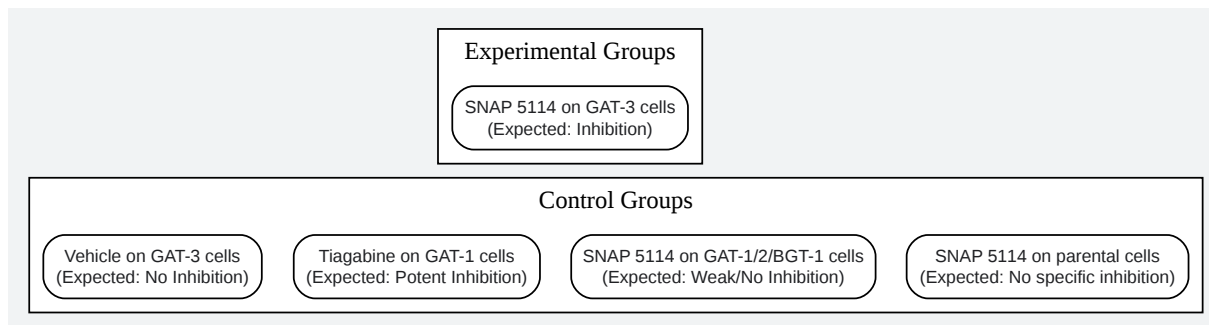 Experimental Groups
SNAP 5114 on GAT-3 cells
(Expected: Inhibition)
Control Groups
Vehicle on GAT-3 cells
(Expected: No Inhibition)
Tiagabine on GAT-1 cells
(Expected: Potent Inhibition)
SNAP 5114 on GAT-1/2/BGT-1 cells
(Expected: Weak/No Inhibition)
SNAP 5114 on parental cells
(Expected: No specific inhibition)